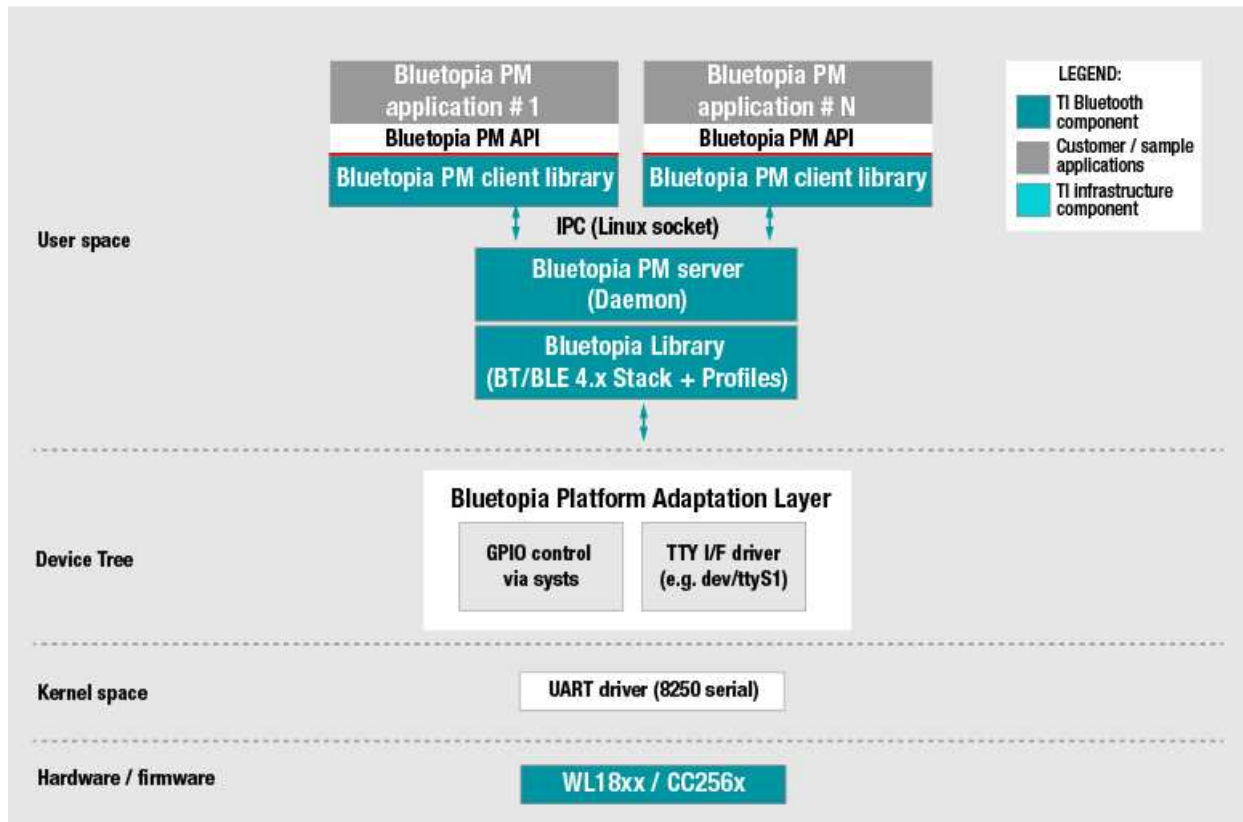 Bluetopia PM
application # 1
Bluetopia PM API
Bluetopia PM client library
Bluetopia PM
application # N
Bluetopia PM API
Bluetopia PM client library
LEGEND:
TI Bluetooth
component
Customer / sample
applications
TI infrastructure
component
User space
IPC (Linux socket)
Bluetopia PM server
(Daemon)
Bluetopia Library
(BT/BLE 4.x Stack + Profiles)
Device Tree
Bluetopia Platform Adaptation Layer
GPIO control
via systs
TTY I/F driver
(e.g. dev/ttyS1)
Kernel space
UART driver (8250 serial)
Hardware / firmware
WL18xx / CC256x